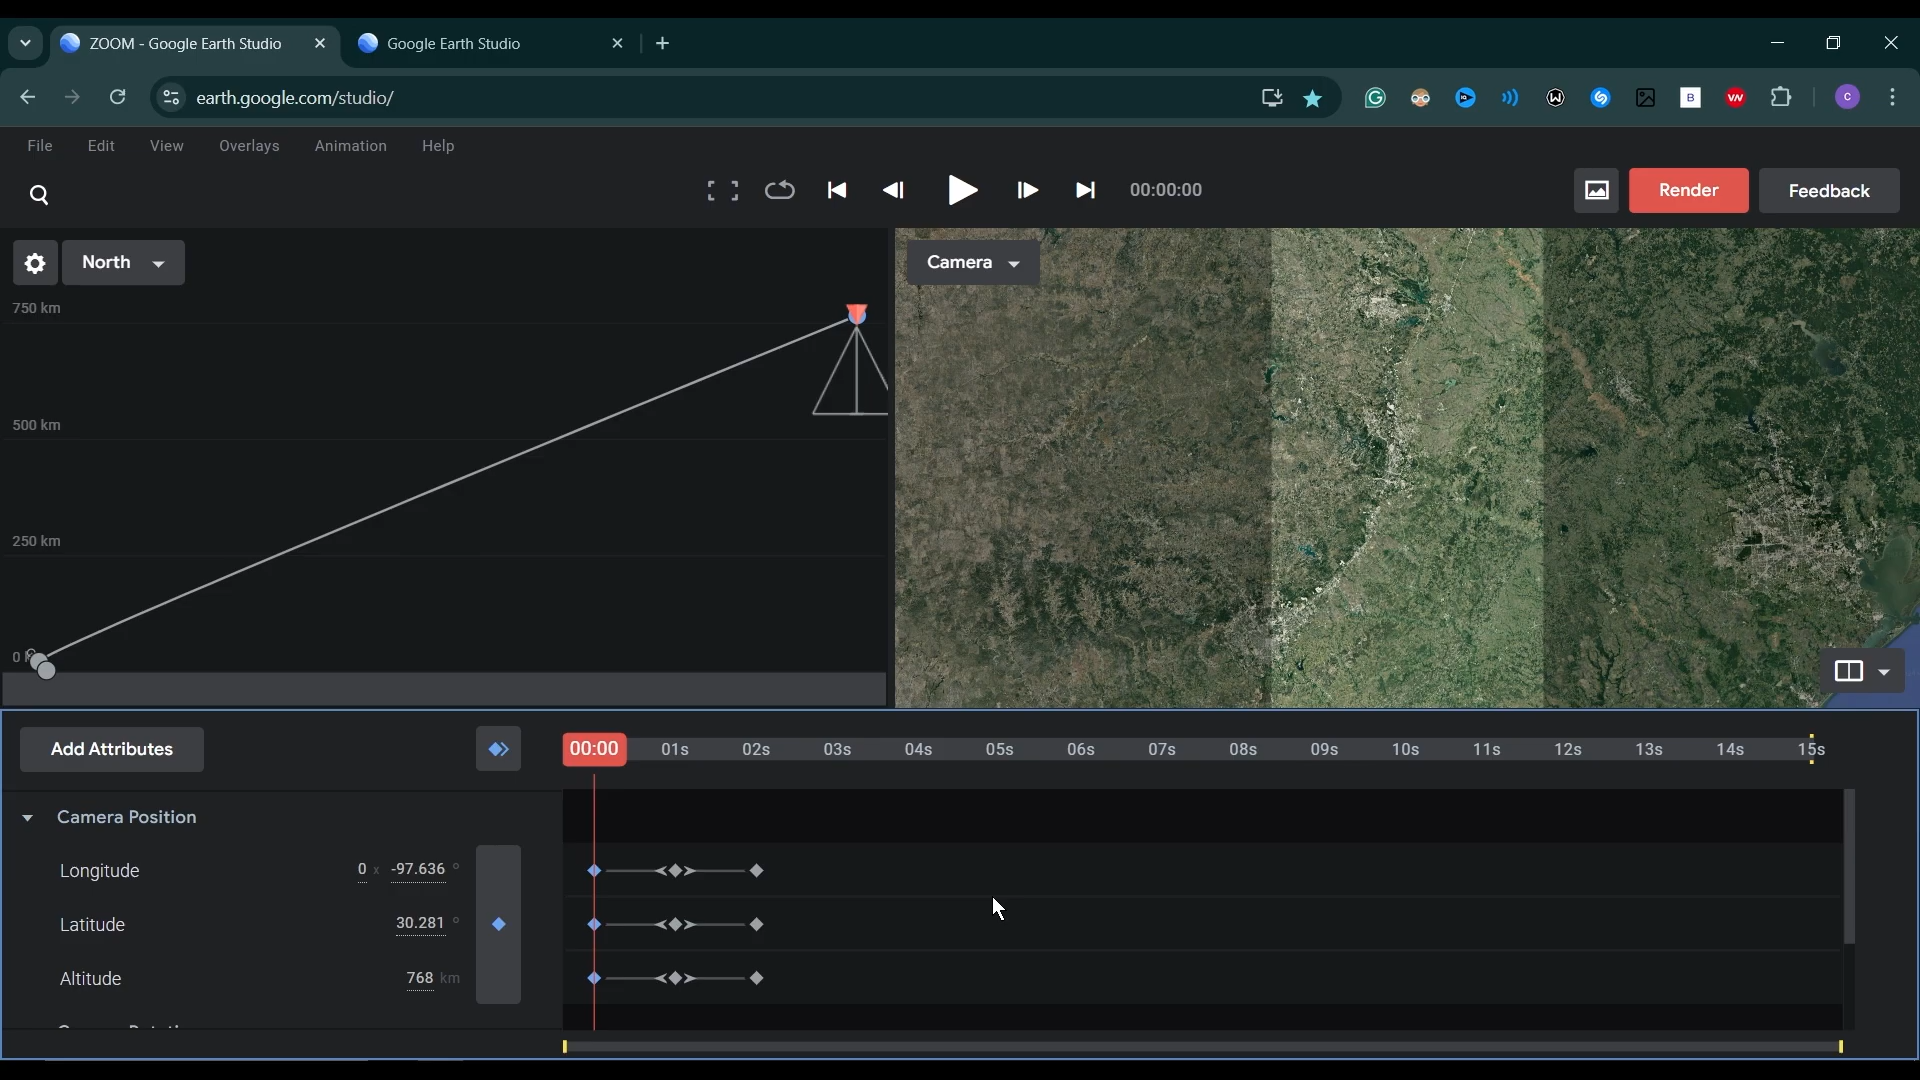 ZOOM - Google Earth Studio
Google Earth Studio
earth.google.com/studio/
File Edit View Overlays Animation Help
00:00:00
Render
Feedback
North
Camera
750 km
500 km
250 km
0
Add Attributes
00:00 01s 02s 03s 04s 05s 06s 07s 08s 09s 10s 11s 12s 13s 14s 15s
Camera Position
Longitude 0 x -97.636 °
Latitude 30.281 °
Altitude 768 km